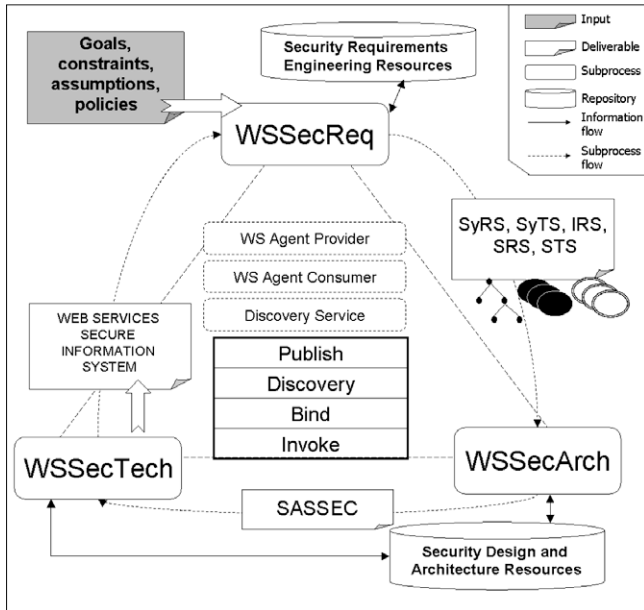 Goals,
constraints,
assumptions,
policies
Security Requirements
Engineering Resources
Input
Deliverable
Subprocess
Repository
Information
flow
Subprocess
flow
WSSecReq
SyRS, SyTS, IRS,
SRS, STS
WS Agent Provider
WS Agent Consumer
Discovery Service
WEB SERVICES
SECURE
INFORMATION
SYSTEM
Publish
Discovery
Bind
Invoke
WSSecTech
WSSecArch
SASSEC
Security Design and
Architecture Resources